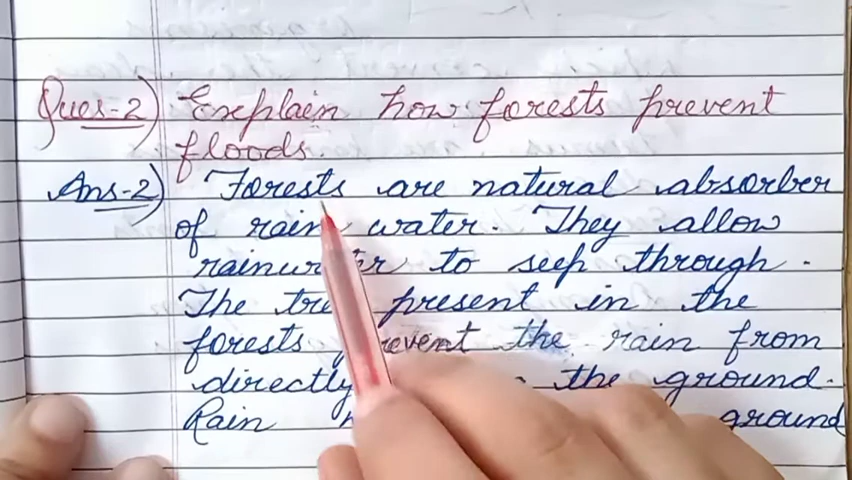 Ques-2) Explain how forests prevent
floods.
Ans-2) Forests are natural absorber
of rain water. They allow
rainwater to seep through.
The present in the
forests prevent the rain from
directly the ground.
Rain ground